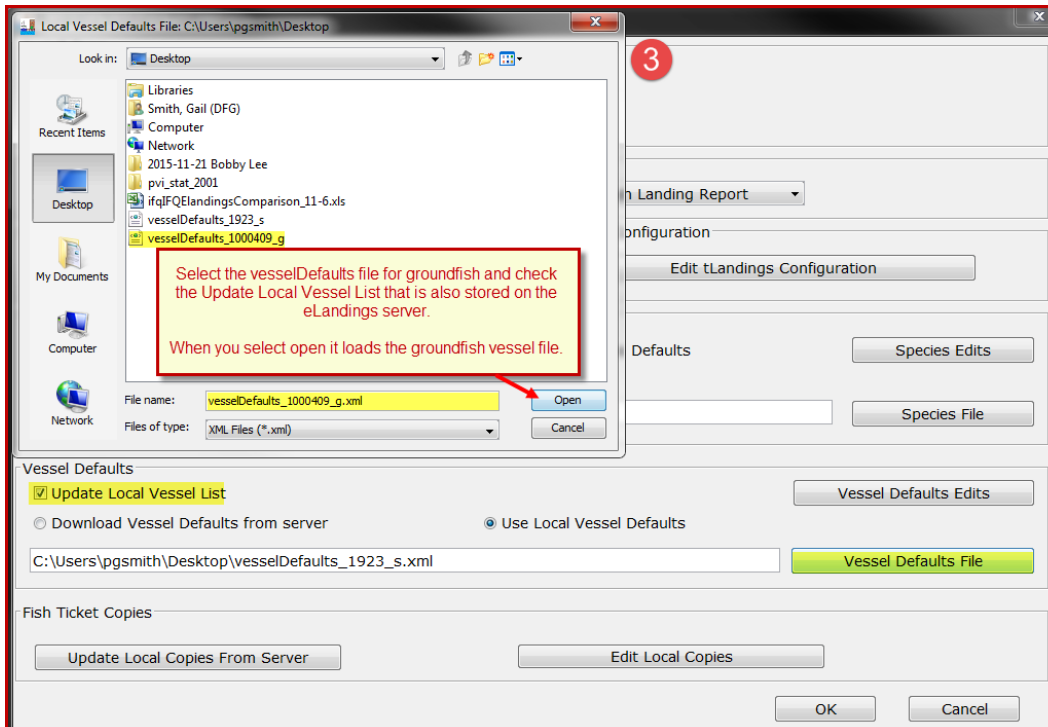 Local Vessel Defaults File: C:\Users\pgsmith\Desktop
Look in: Desktop
3
Recent Items
Desktop
My Documents
Computer
Network
Libraries
Smith, Gail (DFG)
Computer
Network
2015-11-21 Bobby Lee
pvi_stat_2001
ifqIFQElandingsComparison_11-6.xls
vesselDefaults_1923_s
vesselDefaults_1000409_g
Select the vesselDefaults file for groundfish and check
the Update Local Vessel List that is also stored on the
eLandings server.
When you select open it loads the groundfish vessel file.
File name: vesselDefaults_1000409_g.xml Open
Files of type: XML Files (*.xml) Cancel
n Landing Report
onfiguration
Edit tLandings Configuration
Defaults Species Edits
Species File
Vessel Defaults
Update Local Vessel List Vessel Defaults Edits
Download Vessel Defaults from server Use Local Vessel Defaults
C:\Users\pgsmith\Desktop\vesselDefaults_1923_s.xml Vessel Defaults File
Fish Ticket Copies
Update Local Copies From Server Edit Local Copies
OK Cancel